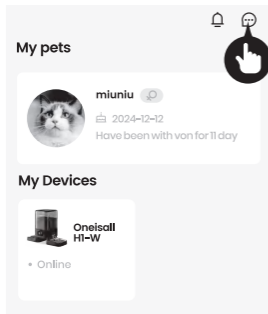 My pets
miuniu
2024-12-12
Have been with von for 11 day
My Devices
Oneisall
H1-W
• Online